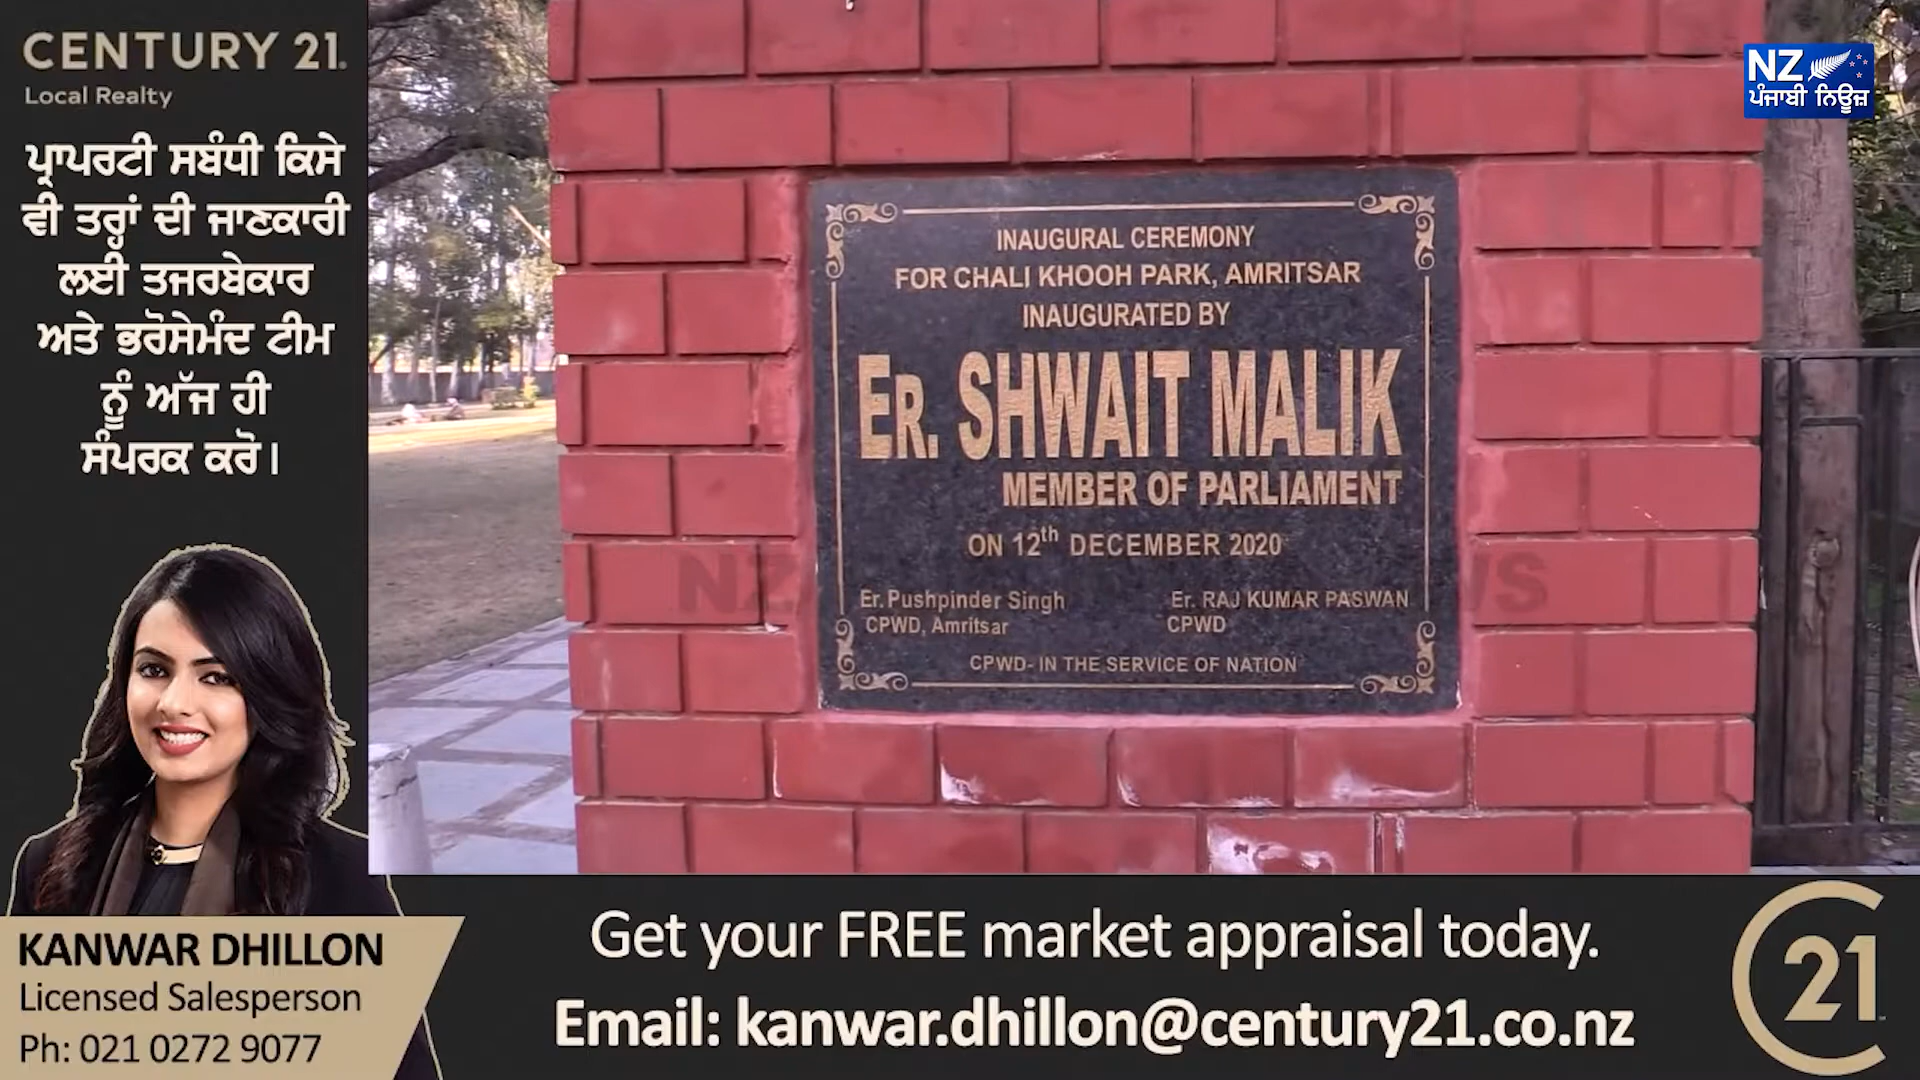 CENTURY 21.
Local Realty
ਪ੍ਰਾਪਰਟੀ ਸਬੰਧੀ ਕਿਸੇ
ਵੀ ਤਰ੍ਹਾਂ ਦੀ ਜਾਣਕਾਰੀ
ਲਈ ਤਜਰਬੇਕਾਰ
ਅਤੇ ਭਰੋਸੇਮੰਦ ਟੀਮ
ਨੂੰ ਅੱਜ ਹੀ
ਸੰਪਰਕ ਕਰੋ।
KANWAR DHILLON
Licensed Salesperson
Ph: 021 0272 9077
NZ
ਪੰਜਾਬੀ ਨਿਊਜ਼
INAUGURAL CEREMONY
FOR CHALI KHOOH PARK, AMRITSAR
INAUGURATED BY
ER. SHWAIT MALIK
MEMBER OF PARLIAMENT
ON 12th DECEMBER 2020
Er. Pushpinder Singh Er. RAJ KUMAR PASWAN
CPWD, Amritsar CPWD
CPWD- IN THE SERVICE OF NATION
Get your FREE market appraisal today.
Email: kanwar.dhillon@century21.co.nz
C21